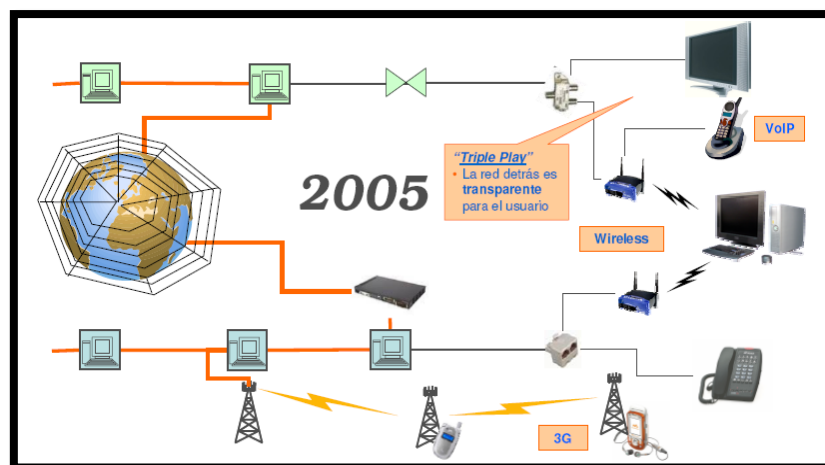 2005
“Triple Play”
• La red detrás es
transparente
para el usuario
VoIP
Wireless
3G